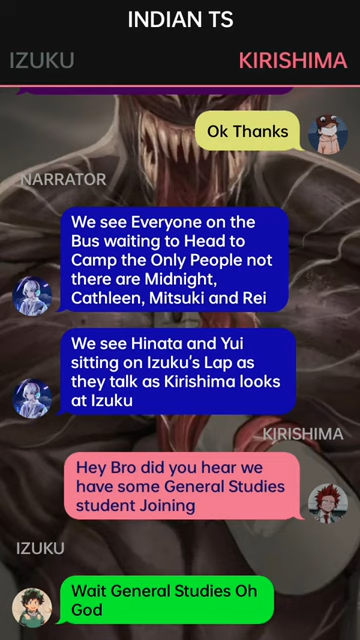 INDIAN TS
IZUKU
KIRISHIMA
Ok Thanks
NARRATOR
We see Everyone on the
Bus waiting to Head to
Camp the Only People not
there are Midnight,
Cathleen, Mitsuki and Rei
We see Hinata and Yui
sitting on Izuku's Lap as
they talk as Kirishima looks
at Izuku
KIRISHIMA
Hey Bro did you hear we
have some General Studies
student Joining
IZUKU
Wait General Studies Oh
God